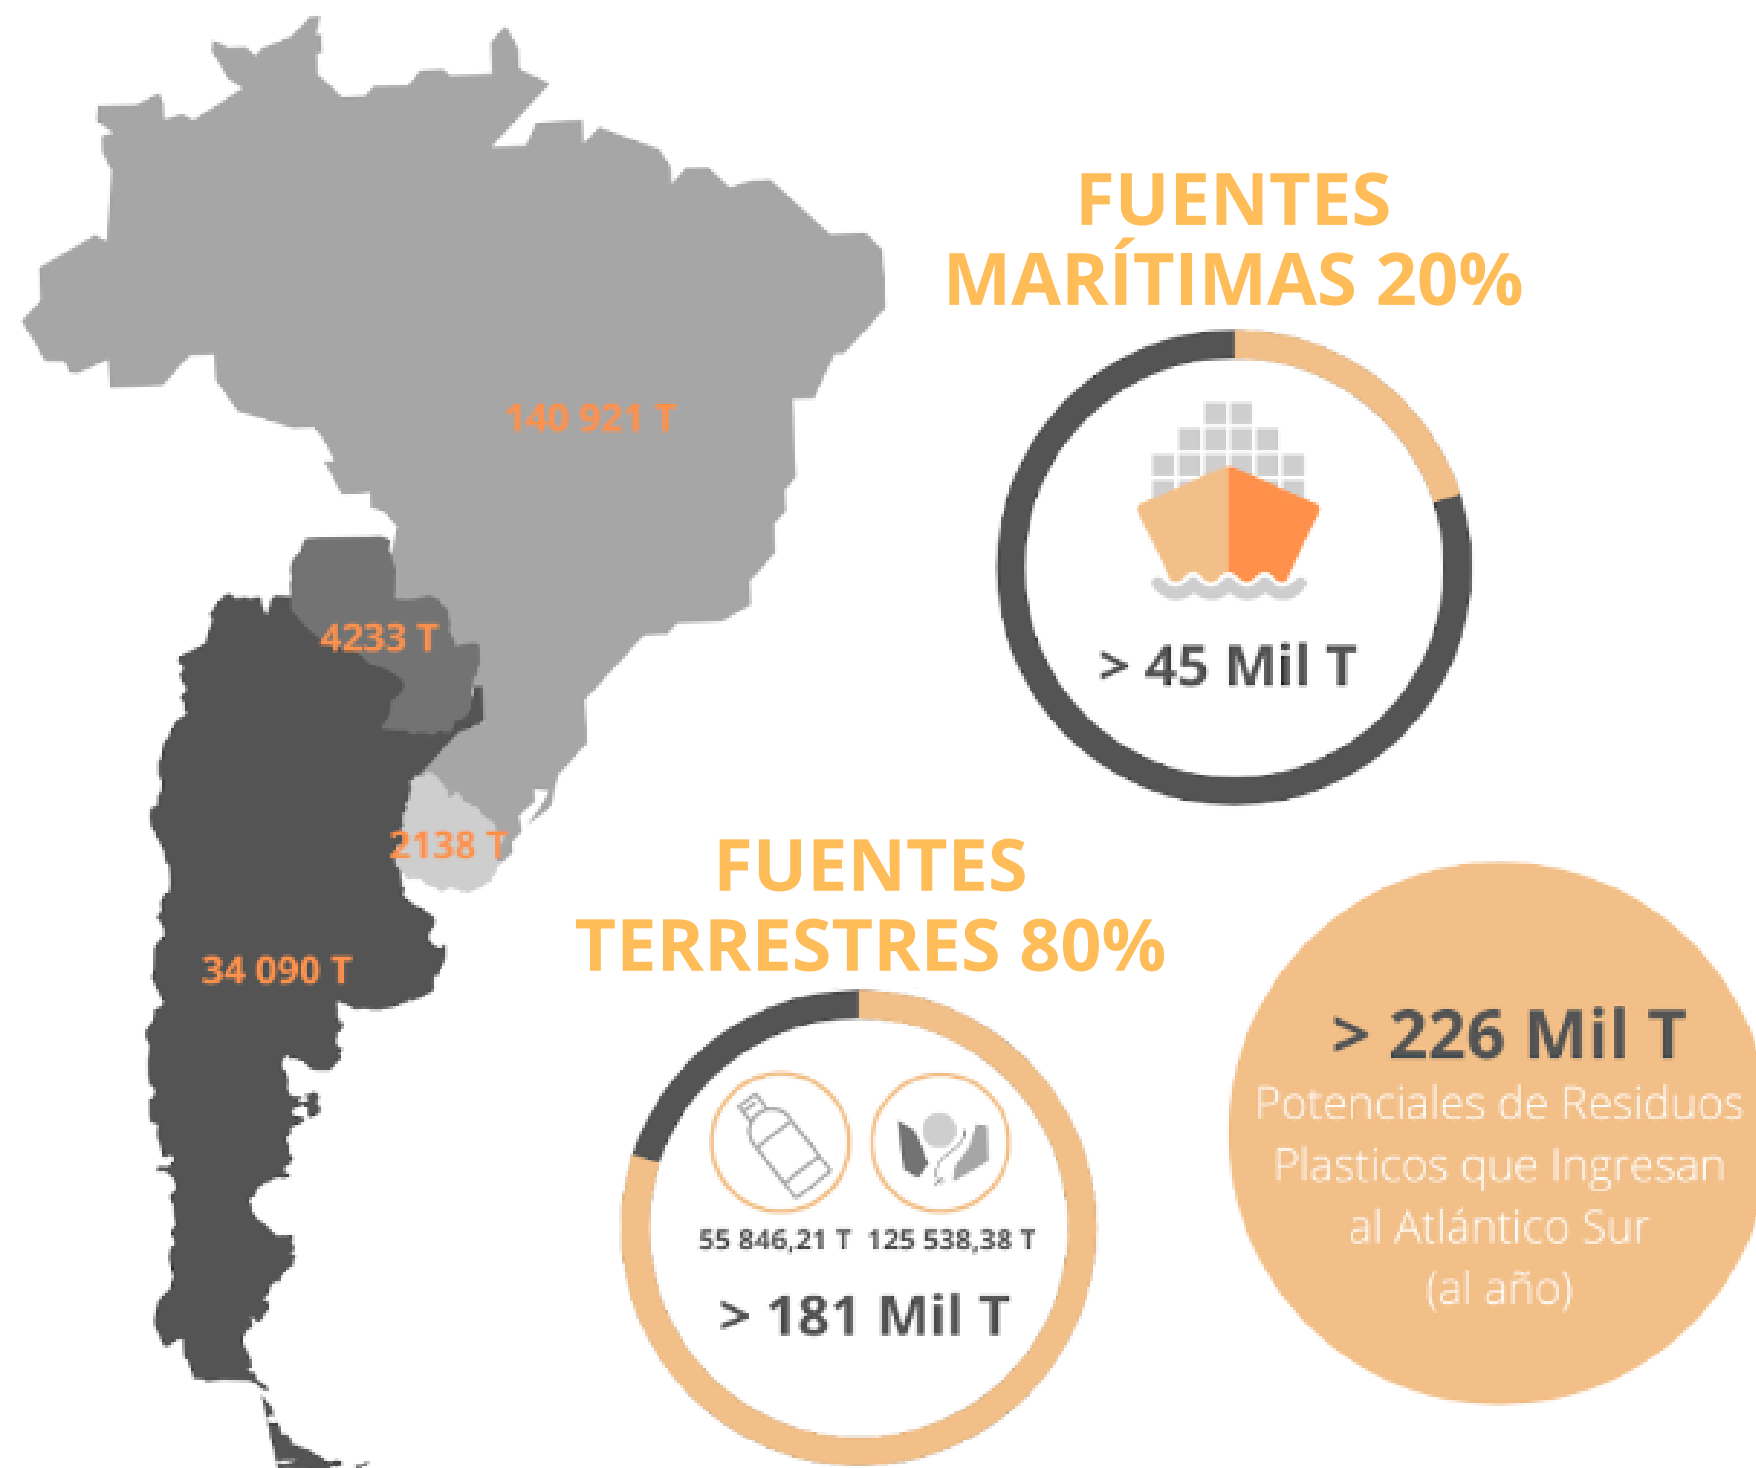 FUENTES
MARÍTIMAS 20%
140 921 T
4233 T
> 45 Mil T
2138 T
34 090 T
FUENTES
TERRESTRES 80%
55 846,21 T 125 538,38 T
> 181 Mil T
> 226 Mil T
Potenciales de Residuos
Plasticos que Ingresan
al Atlántico Sur
(al año)